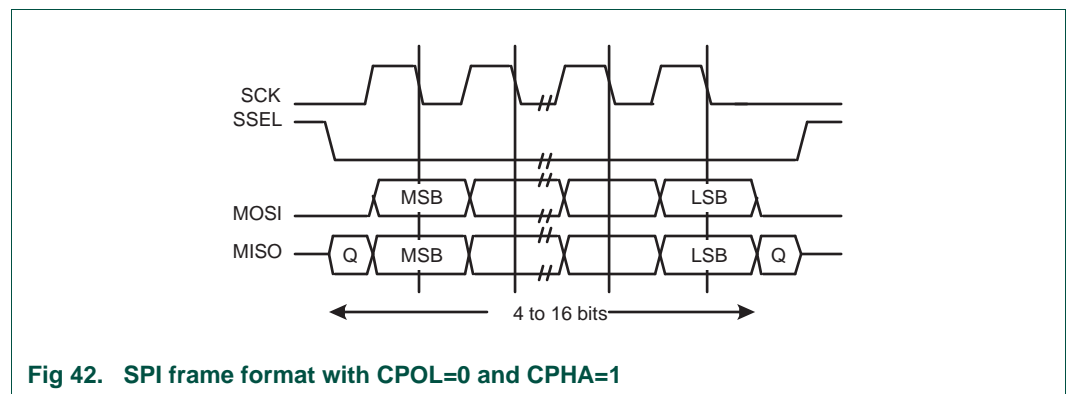 SCK
SSEL
MOSI MSB LSB
MISO Q MSB LSB Q
4 to 16 bits
Fig 42. SPI frame format with CPOL=0 and CPHA=1